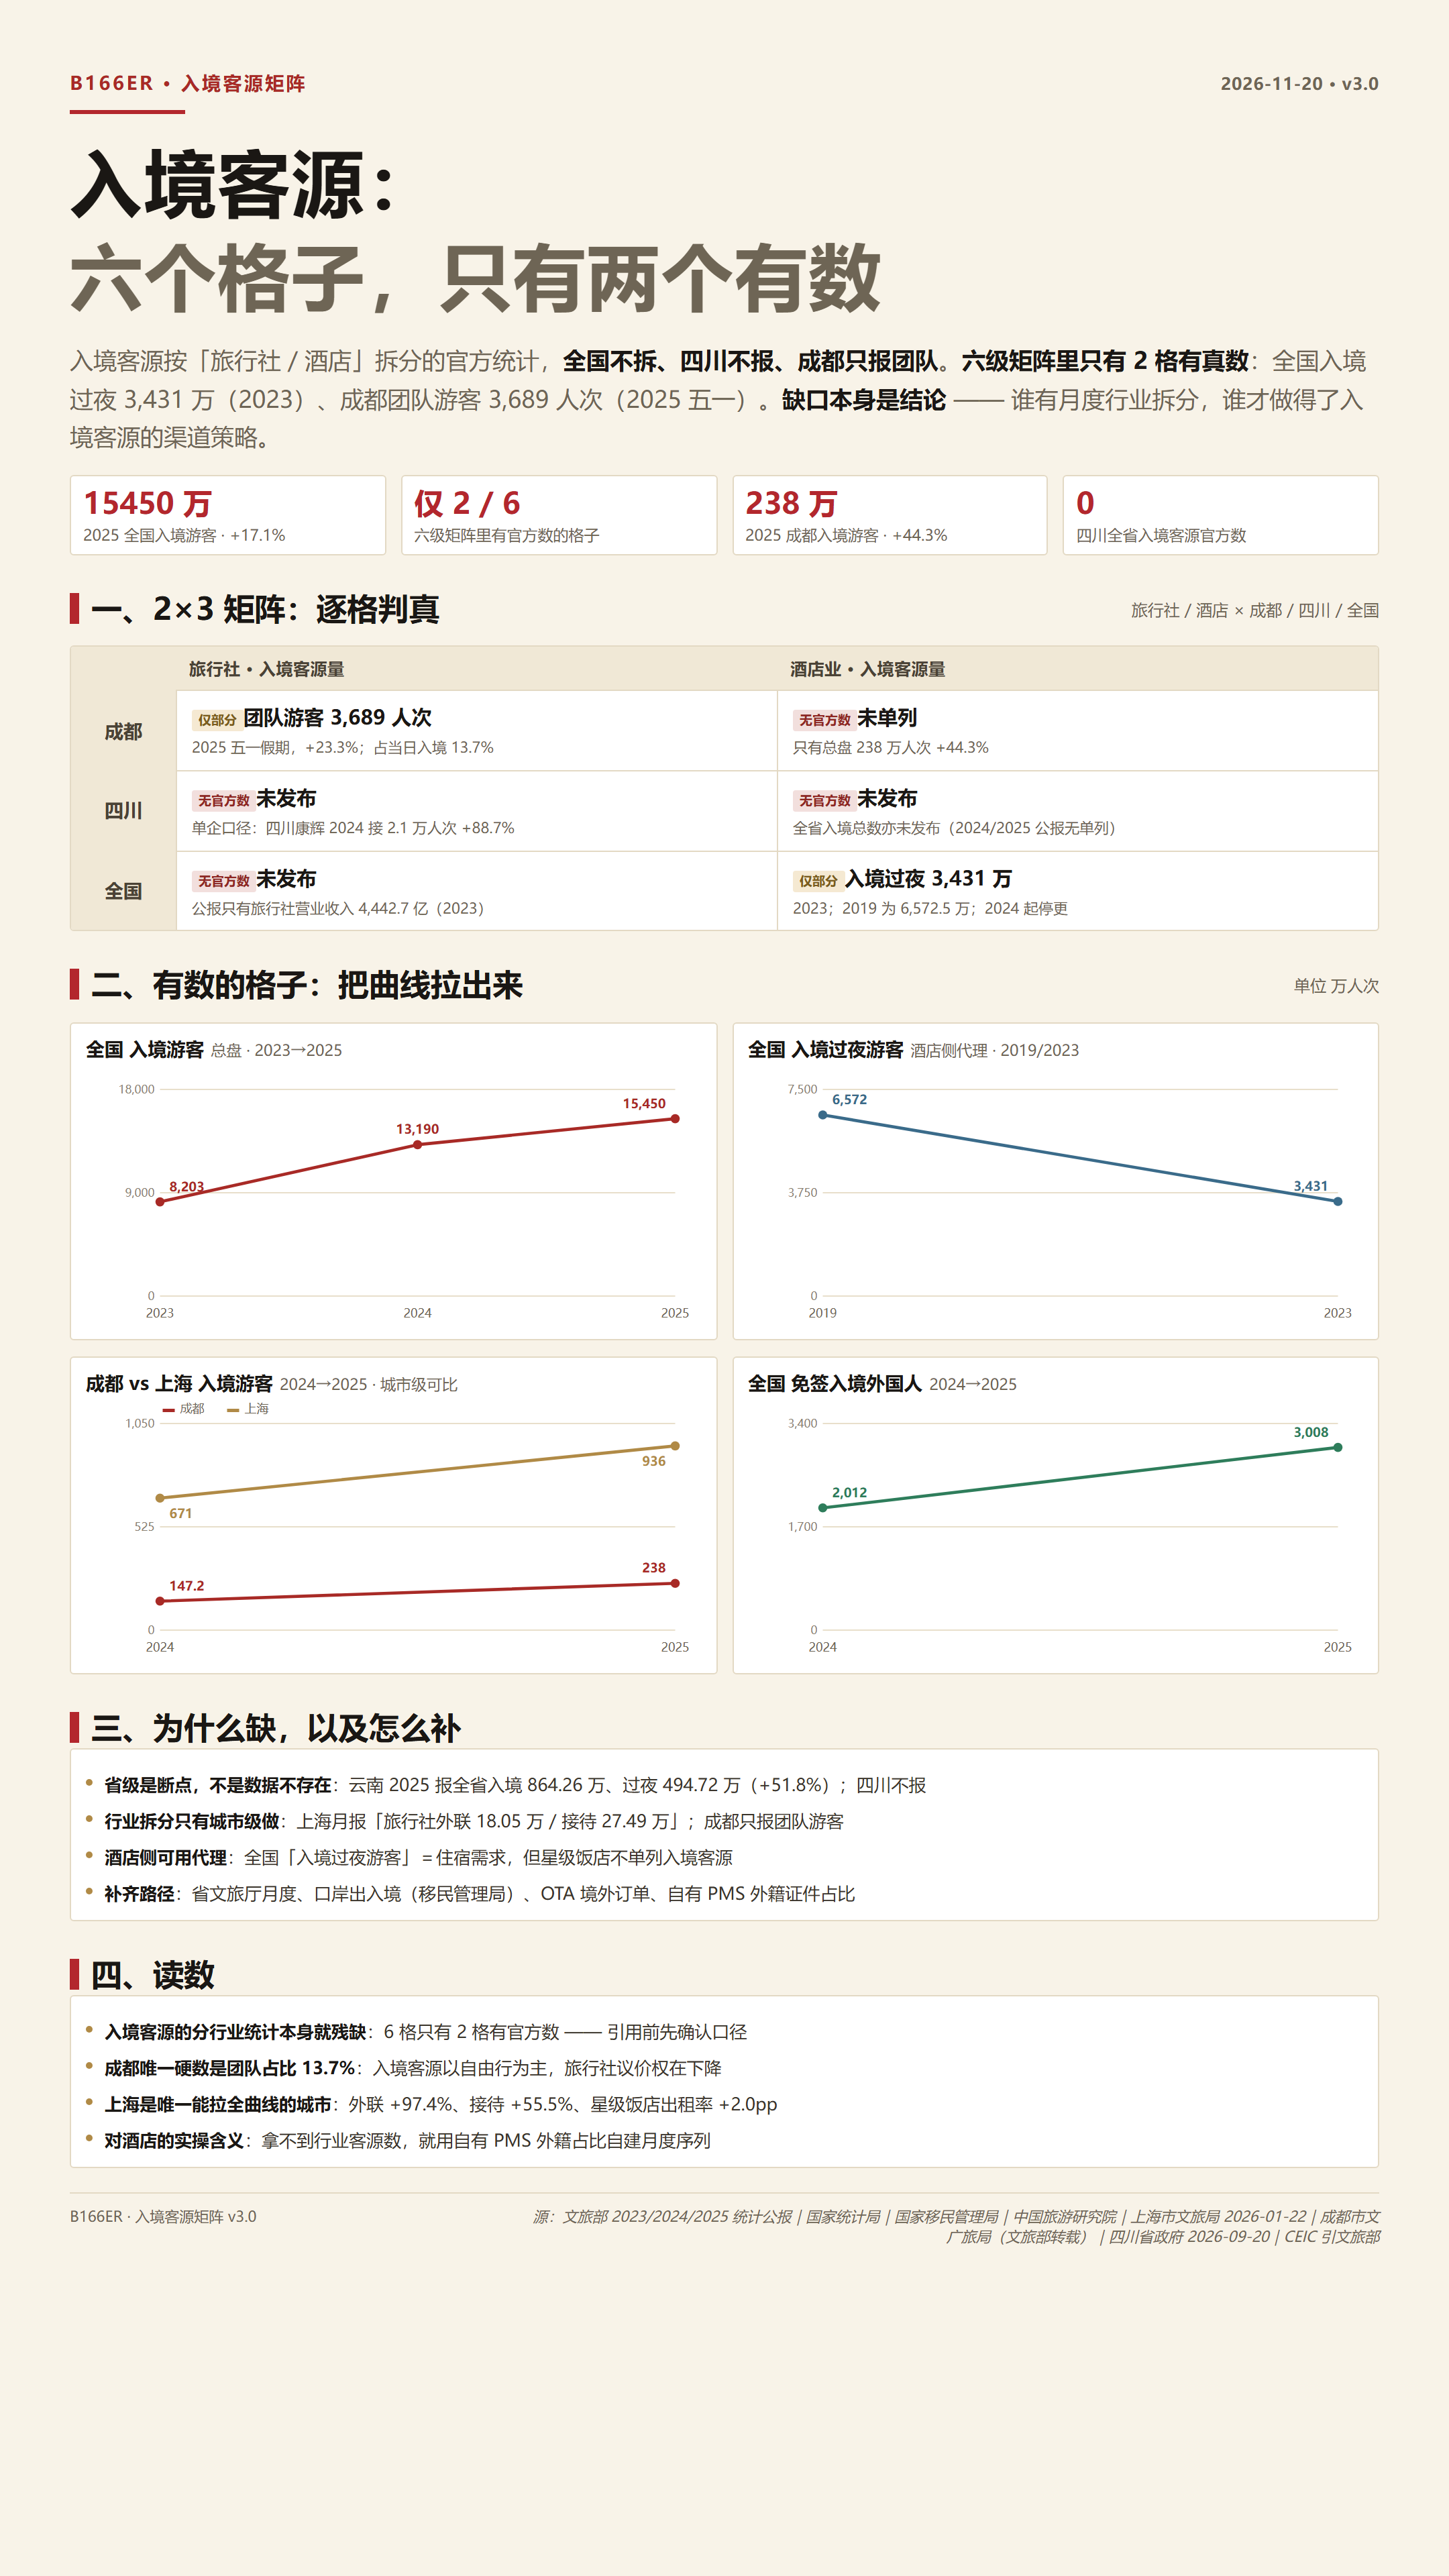 B166ER • 入境客源矩阵
2026-11-20 • v3.0
入境客源：
六个格子，只有两个有数
入境客源按「旅行社 / 酒店」拆分的官方统计，全国不拆、四川不报、成都只报团队。六级矩阵里只有 2 格有真数：全国入境
过夜 3,431 万（2023）、成都团队游客 3,689 人次（2025 五一）。缺口本身是结论 —— 谁有月度行业拆分，谁才做得了入
境客源的渠道策略。
15450 万
2025 全国入境游客 · +17.1%
仅 2 / 6
六级矩阵里有官方数的格子
238 万
2025 成都入境游客 · +44.3%
0
四川全省入境客源官方数
一、2×3 矩阵：逐格判真
旅行社 / 酒店 × 成都 / 四川 / 全国
旅行社 • 入境客源量
酒店业 • 入境客源量
成都
仅部分 团队游客 3,689 人次
2025 五一假期，+23.3%；占当日入境 13.7%
无官方数 未单列
只有总盘 238 万人次 +44.3%
四川
无官方数 未发布
单企口径：四川康辉 2024 接 2.1 万人次 +88.7%
无官方数 未发布
全省入境总数亦未发布（2024/2025 公报无单列）
全国
无官方数 未发布
公报只有旅行社营业收入 4,442.7 亿（2023）
仅部分 入境过夜 3,431 万
2023；2019 为 6,572.5 万；2024 起停更
二、有数的格子：把曲线拉出来
单位 万人次
全国 入境游客 总盘 · 2023→2025
18,000
9,000
0
8,203
13,190
15,450
2023
2024
2025
全国 入境过夜游客 酒店侧代理 · 2019/2023
7,500
3,750
0
6,572
3,431
2019
2023
成都 vs 上海 入境游客 2024→2025 · 城市级可比
成都
上海
1,050
525
0
671
936
147.2
238
2024
2025
全国 免签入境外国人 2024→2025
3,400
1,700
0
2,012
3,008
2024
2025
三、为什么缺，以及怎么补
• 省级是断点，不是数据不存在：云南 2025 报全省入境 864.26 万、过夜 494.72 万（+51.8%）；四川不报
• 行业拆分只有城市级做：上海月报「旅行社外联 18.05 万 / 接待 27.49 万」；成都只报团队游客
• 酒店侧可用代理：全国「入境过夜游客」＝住宿需求，但星级饭店不单列入境客源
• 补齐路径：省文旅厅月度、口岸出入境（移民管理局）、OTA 境外订单、自有 PMS 外籍证件占比
四、读数
• 入境客源的分行业统计本身就残缺：6 格只有 2 格有官方数 —— 引用前先确认口径
• 成都唯一硬数是团队占比 13.7%：入境客源以自由行为主，旅行社议价权在下降
• 上海是唯一能拉全曲线的城市：外联 +97.4%、接待 +55.5%、星级饭店出租率 +2.0pp
• 对酒店的实操含义：拿不到行业客源数，就用自有 PMS 外籍占比自建月度序列
B166ER · 入境客源矩阵 v3.0
源：文旅部 2023/2024/2025 统计公报 | 国家统计局 | 国家移民管理局 | 中国旅游研究院 | 上海市文旅局 2026-01-22 | 成都市文
广旅局（文旅部转载） | 四川省政府 2026-09-20 | CEIC 引文旅部